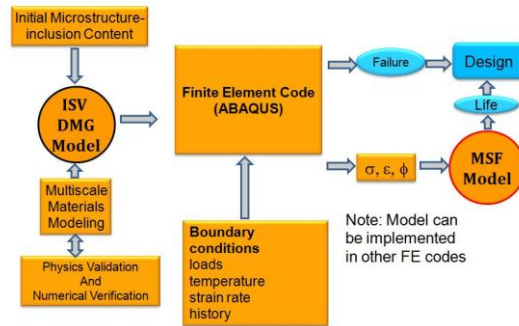 Initial Microstructure-
inclusion Content
ISV
DMG
Model
Multiscale
Materials
Modeling
Physics Validation
And
Numerical Verification
Finite Element Code
(ABAQUS)
Boundary
conditions
loads
temperature
strain rate
history
Failure
Design
Life
σ, ε, ϕ
MSF
Model
Note: Model can
be implemented
in other FE codes